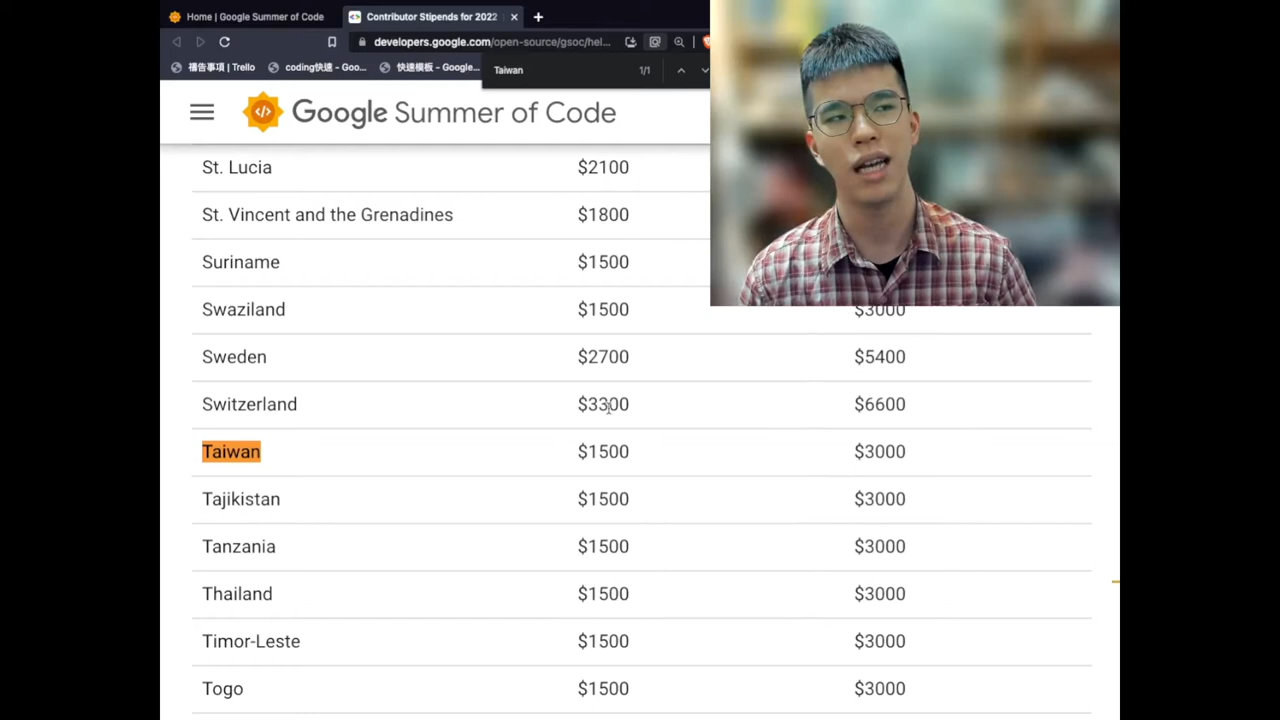 Home | Google Summer of Code
Contributor Stipends for 2022
developers.google.com/open-source/gsoc/hel...
禱告事項 | Trello
coding快速 - Goo...
快速模板 - Google...
Taiwan
1/1
Google Summer of Code
St. Lucia $2100
St. Vincent and the Grenadines $1800
Suriname $1500
Swaziland $1500 $3000
Sweden $2700 $5400
Switzerland $3300 $6600
Taiwan $1500 $3000
Tajikistan $1500 $3000
Tanzania $1500 $3000
Thailand $1500 $3000
Timor-Leste $1500 $3000
Togo $1500 $3000